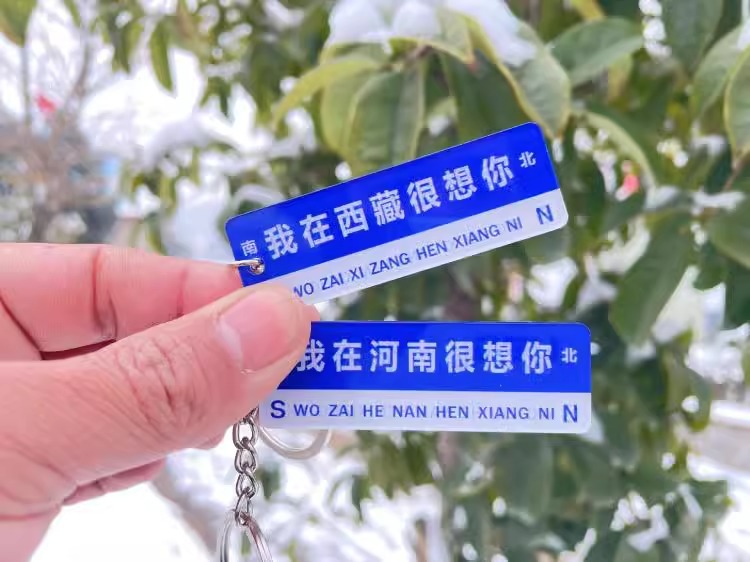 南 我在西藏很想你 北
WO ZAI XI ZANG HEN XIANG NI N
我在河南很想你 北
S WO ZAI HE NAN HEN XIANG NI N